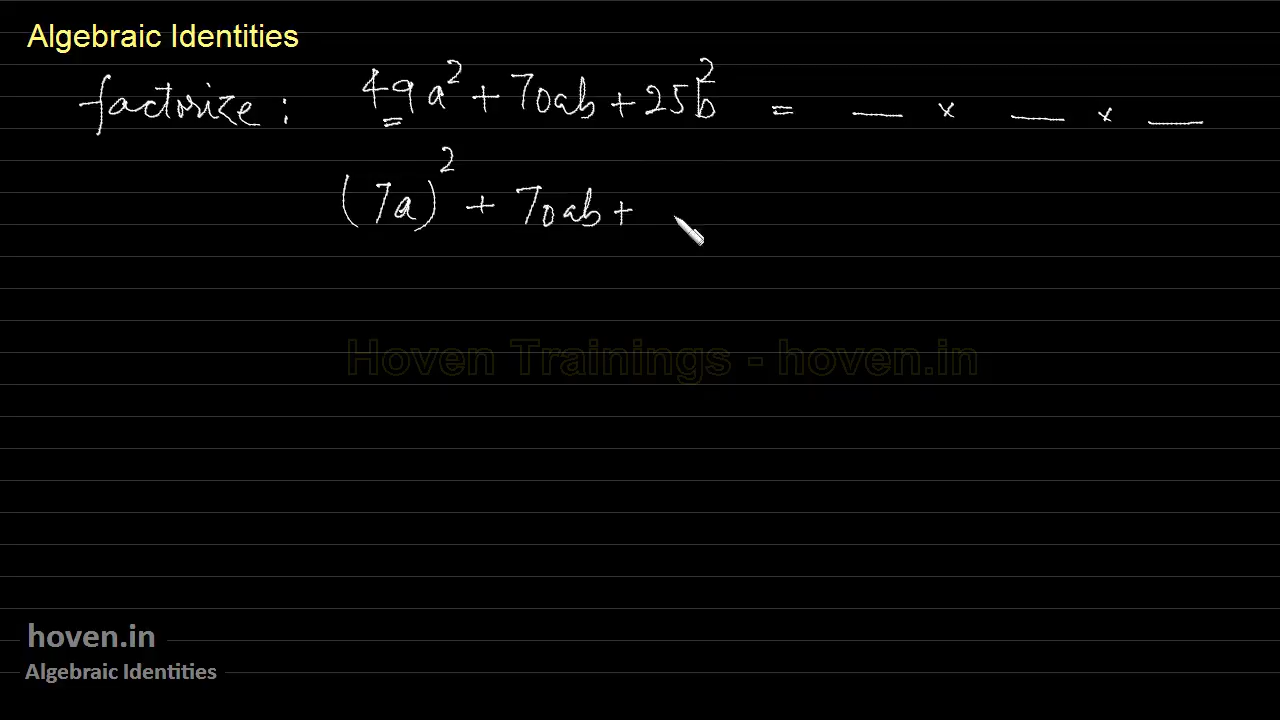 Algebraic Identities
factorize : 49a² + 70ab + 25b² = __ × __ × __
(7a)² + 70ab +
Hoven Trainings - hoven.in
hoven.in
Algebraic Identities